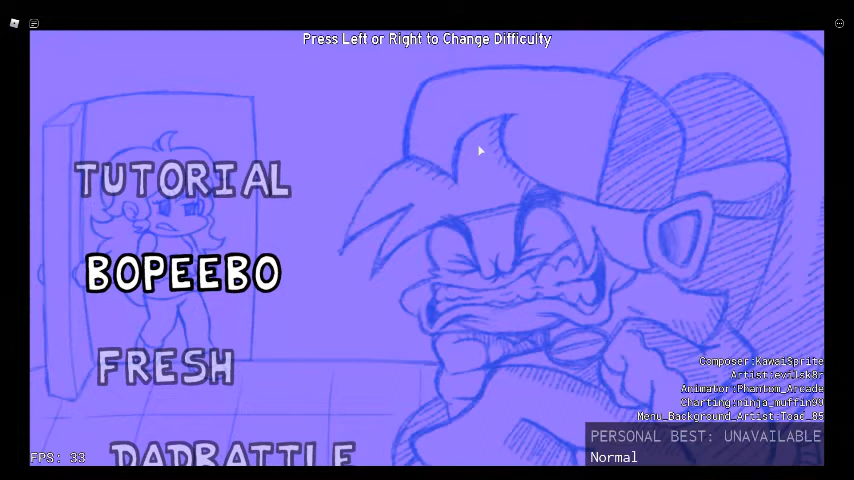 Press Left or Right to Change Difficulty
TUTORIAL
BOPEEBO
FRESH
DADBATTLE
Composer:KawaiSprite
Artist:evilsk8r
Animator:Phantom_Arcade
Charting:ninja_muffin99
Menu_Background_Artist:Toad_85
PERSONAL BEST: UNAVAILABLE
Normal
FPS: 33